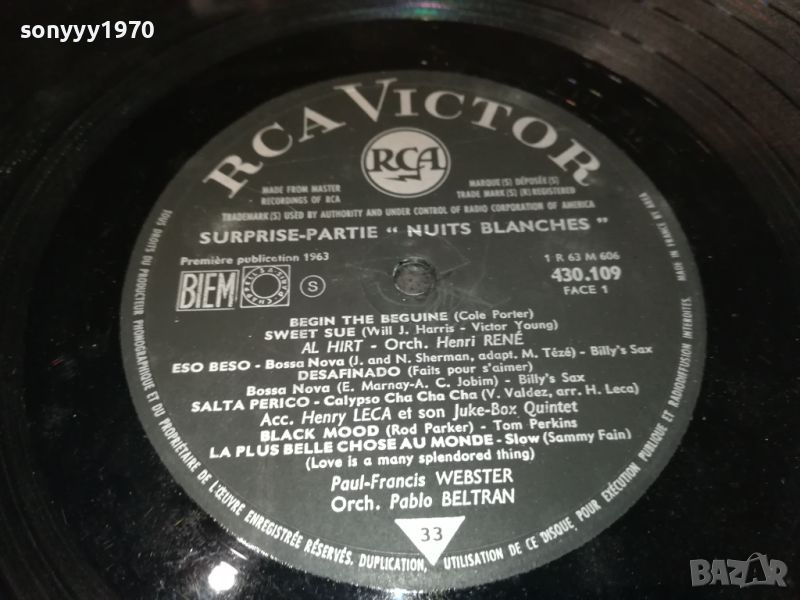 sonyyy1970
RCA VICTOR
RCA
MADE FROM MASTER
RECORDINGS OF RCA
MARQUE(S) DÉPOSÉE(S)
TRADE MARK(S) (R) REGISTERED
TRADEMARK(S) USED BY AUTHORITY AND UNDER CONTROL OF RADIO CORPORATION OF AMERICA
SURPRISE-PARTIE “ NUITS BLANCHES ”
Première publication 1963
1 R 63 M 606
430.109
FACE 1
BIEM
S
BEGIN THE BEGUINE (Cole Porter)
SWEET SUE (Will J. Harris - Victor Young)
AL HIRT - Orch. Henri RENÉ
ESO BESO - Bossa Nova (J. and N. Sherman, adapt. M. Tézé) - Billy's Sax
DESAFINADO (Faits pour s'aimer)
Bossa Nova (E. Marnay-A. C. Jobim) - Billy's Sax
SALTA PERICO - Calypso Cha Cha Cha (V. Valdez, arr. H. Leca)
Acc. Henry LECA et son Juke-Box Quintet
BLACK MOOD (Rod Parker) - Tom Perkins
LA PLUS BELLE CHOSE AU MONDE - Slow (Sammy Fain)
(Love is a many splendored thing)
Paul-Francis WEBSTER
Orch. Pablo BELTRAN
33
TOUS DROITS DU PRODUCTEUR PHONOGRAPHIQUE ET DU PROPRIÉTAIRE DE L'ŒUVRE ENREGISTRÉE RÉSERVÉS. DUPLICATION, UTILISATION DE CE DISQUE, POUR EXÉCUTION PUBLIQUE ET RADIODIFFUSION INTERDITES.
MADE IN FRANCE BY
BAZAR
bazar.bg